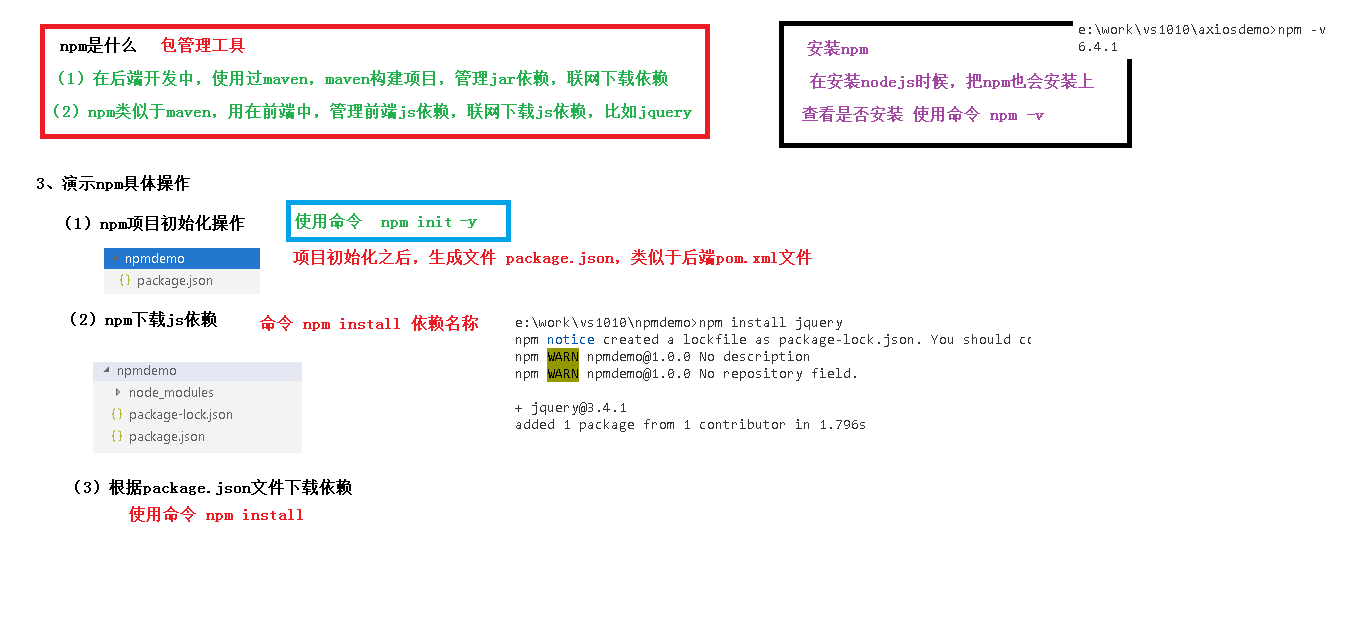 npm是什么 包管理工具
（1）在后端开发中，使用过maven，maven构建项目，管理jar依赖，联网下载依赖
（2）npm类似于maven，用在前端中，管理前端js依赖，联网下载js依赖，比如jquery
e:\work\vs1010\axiosdemo>npm -v
6.4.1
安装npm
在安装nodejs时候，把npm也会安装上
查看是否安装 使用命令 npm -v
3、演示npm具体操作
（1）npm项目初始化操作
使用命令 npm init -y
npmdemo
{} package.json
项目初始化之后，生成文件 package.json，类似于后端pom.xml文件
（2）npm下载js依赖
命令 npm install 依赖名称
npmdemo
node_modules
{} package-lock.json
{} package.json
e:\work\vs1010\npmdemo>npm install jquery
npm notice created a lockfile as package-lock.json. You should
npm WARN npmdemo@1.0.0 No description
npm WARN npmdemo@1.0.0 No repository field.
+ jquery@3.4.1
added 1 package from 1 contributor in 1.796s
（3）根据package.json文件下载依赖
使用命令 npm install